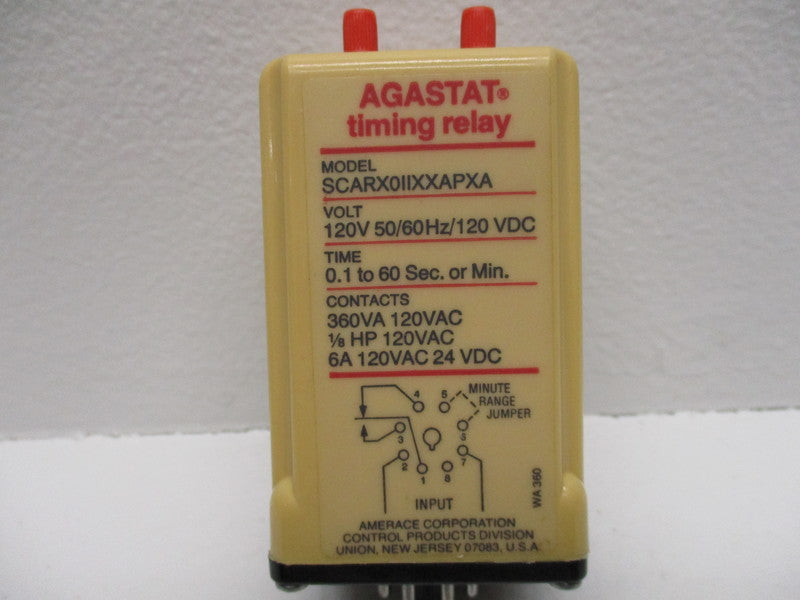 AGASTAT®
timing relay
MODEL
SCARX0IIXXAPXA
VOLT
120V 50/60Hz/120 VDC
TIME
0.1 to 60 Sec. or Min.
CONTACTS
360VA 120VAC
⅛ HP 120VAC
6A 120VAC 24 VDC
4 5 MINUTE
RANGE
JUMPER
3 6
2 7
1 8
INPUT
WA 360
AMERACE CORPORATION
CONTROL PRODUCTS DIVISION
UNION, NEW JERSEY 07083, U.S.A.